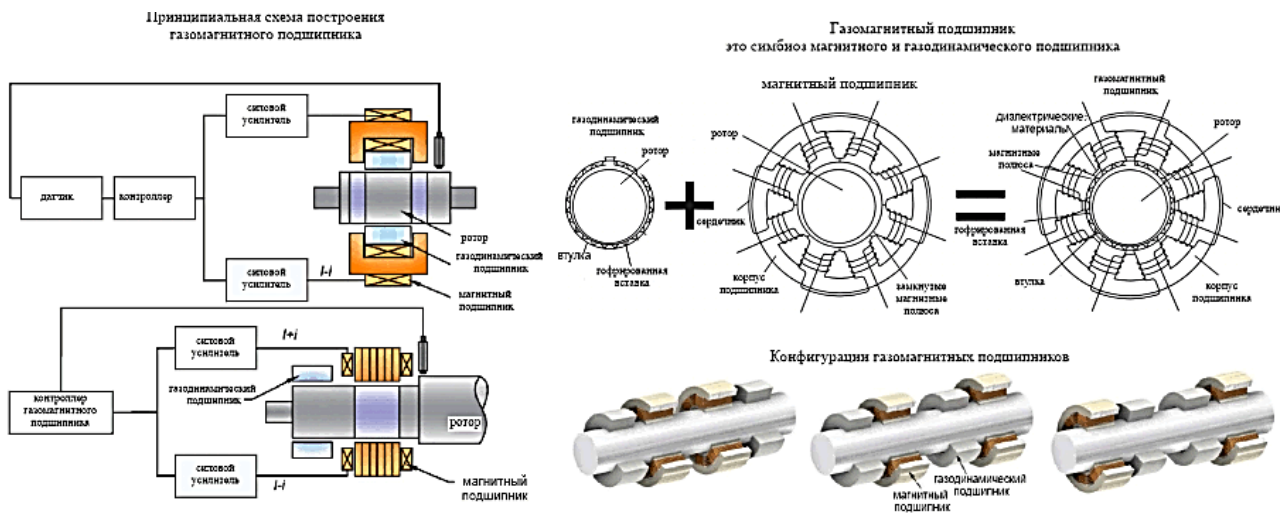 Принципиальная схема построения
газомагнитного подшипника
силовой
усилитель
датчик
контроллер
ротор
газодинамический
подшипник
силовой
усилитель
I-i
магнитный
подшипник
силовой
усилитель
I+i
газодинамический
подшипник
контроллер
газомагнитного
подшипника
ротор
силовой
усилитель
I-i
магнитный
подшипник
Газомагнитный подшипник
это симбиоз магнитного и газодинамического подшипника
магнитный подшипник
газодинамический
подшипник
ротор
ротор
втулка
гофрированная
вставка
сердечник
корпус
подшипника
замкнутые
магнитные
полюса
газомагнитный
подшипник
диэлектрические
материалы
ротор
магнитные
полюса
сердечник
гофрированная
вставка
втулка
корпус
подшипника
Конфигурации газомагнитных подшипников
газодинамический
подшипник
магнитный
подшипник